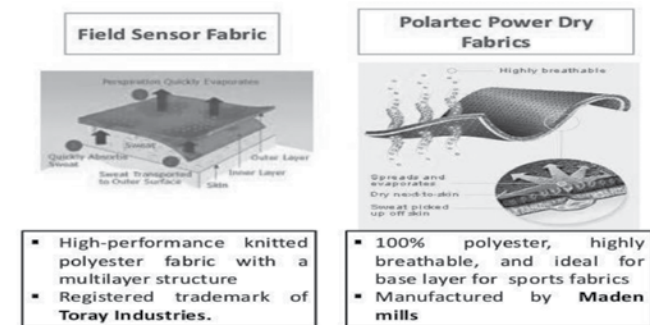 Field Sensor Fabric
Perspiration Quickly Evaporates
Sweat
Quickly Absorbs
Sweat
Sweat Transported
to Outer Surface
Skin
Inner Layer
Outer Layer
▪ High-performance knitted
polyester fabric with a
multilayer structure
▪ Registered trademark of
Toray Industries.
Polartec Power Dry
Fabrics
Highly breathable
Spreads and
evaporates
Dry next-to-skin
Sweat picked
up off skin
▪ 100% polyester, highly
breathable, and ideal for
base layer for sports fabrics
▪ Manufactured by Maden
mills